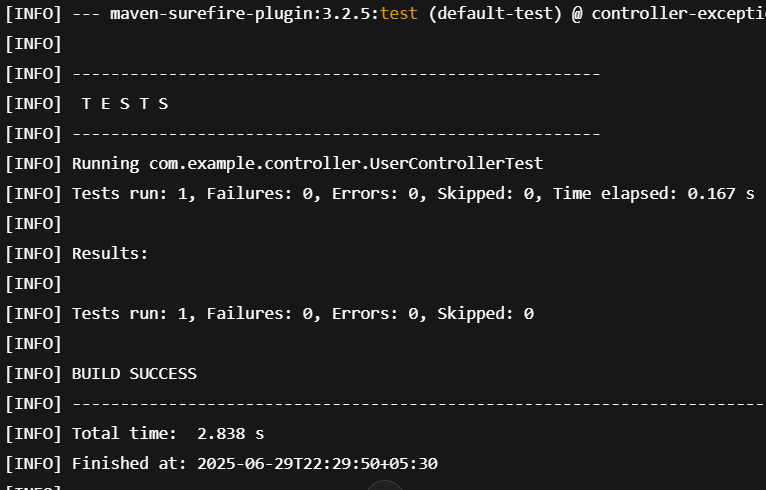 [INFO] --- maven-surefire-plugin:3.2.5:test (default-test) @ controller-excepti
[INFO]
[INFO] -------------------------------------------------------
[INFO]  T E S T S
[INFO] -------------------------------------------------------
[INFO] Running com.example.controller.UserControllerTest
[INFO] Tests run: 1, Failures: 0, Errors: 0, Skipped: 0, Time elapsed: 0.167 s
[INFO]
[INFO] Results:
[INFO]
[INFO] Tests run: 1, Failures: 0, Errors: 0, Skipped: 0
[INFO]
[INFO] BUILD SUCCESS
[INFO] ------------------------------------------------------------------------
[INFO] Total time:  2.838 s
[INFO] Finished at: 2025-06-29T22:29:50+05:30